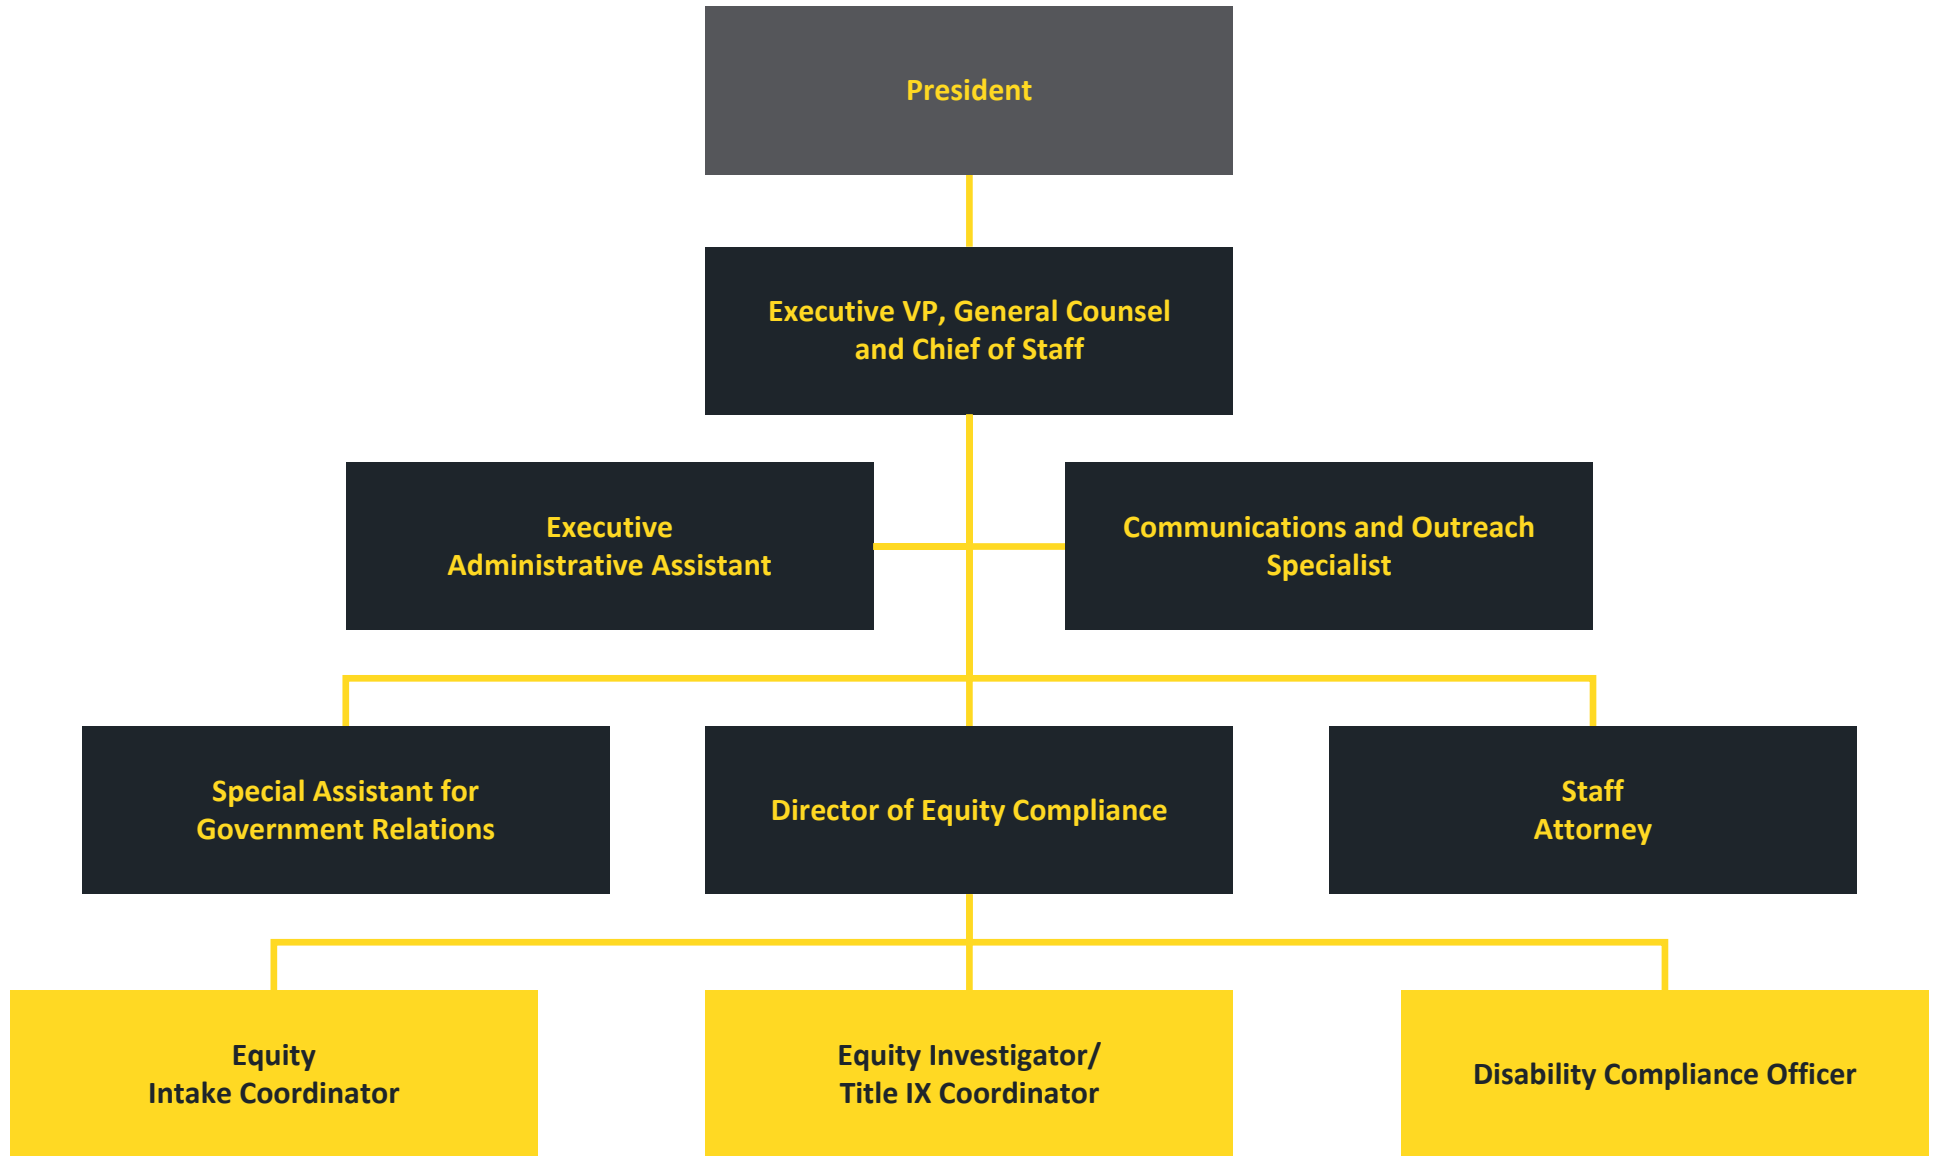 President
Executive VP, General Counsel
and Chief of Staff
Executive
Administrative Assistant
Communications and Outreach
Specialist
Special Assistant for
Government Relations
Director of Equity Compliance
Staff
Attorney
Equity
Intake Coordinator
Equity Investigator/
Title IX Coordinator
Disability Compliance Officer